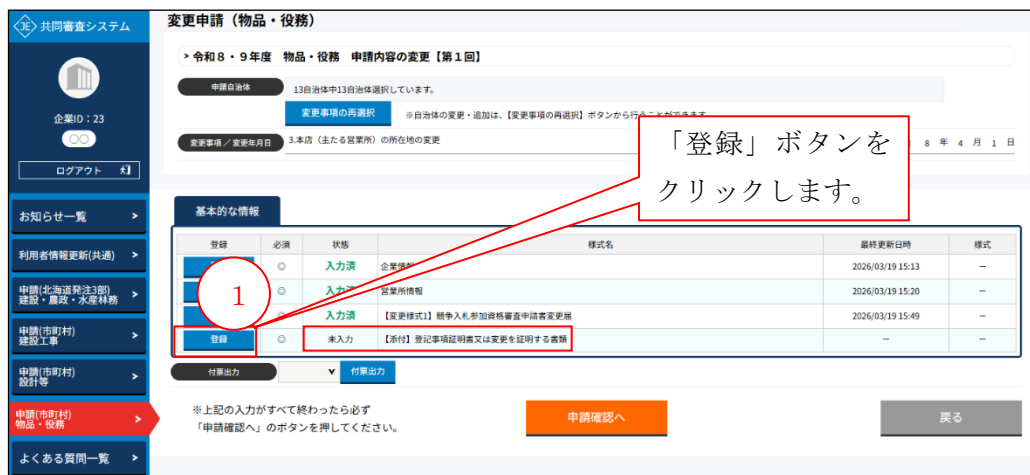 JE 共同審査システム
企業ID：23
○○
ログアウト
お知らせ一覧 >
利用者情報更新(共通) >
申請(北海道発注3部)
建設・農政・水産林務 >
申請(市町村)
建設工事 >
申請(市町村)
設計等 >
申請(市町村)
物品・役務 >
よくある質問一覧 >
変更申請（物品・役務）
> 令和８・９年度　物品・役務　申請内容の変更【第１回】
申請自治体 13自治体中13自治体選択しています。
変更事項の再選択 ※自治体の変更・追加は、【変更事項の再選択】ボタンから行うことができます。
変更事項／変更年月日 3.本店（主たる営業所）の所在地の変更 8 年 4 月 1 日
「登録」ボタンを
クリックします。
基本的な情報
登録 必須 状態 様式名 最終更新日時 様式
◎ 入力済 企業情報 2026/03/19 15:13 －
◎ 入力済 営業所情報 2026/03/19 15:20 －
◎ 入力済 【変更様式1】競争入札参加資格審査申請書変更届 2026/03/19 15:49 －
登録 ◎ 未入力 【添付】登記事項証明書又は変更を証明する書類 － －
1
付票出力 付票出力
※上記の入力がすべて終わったら必ず
「申請確認へ」のボタンを押してください。
申請確認へ
戻る